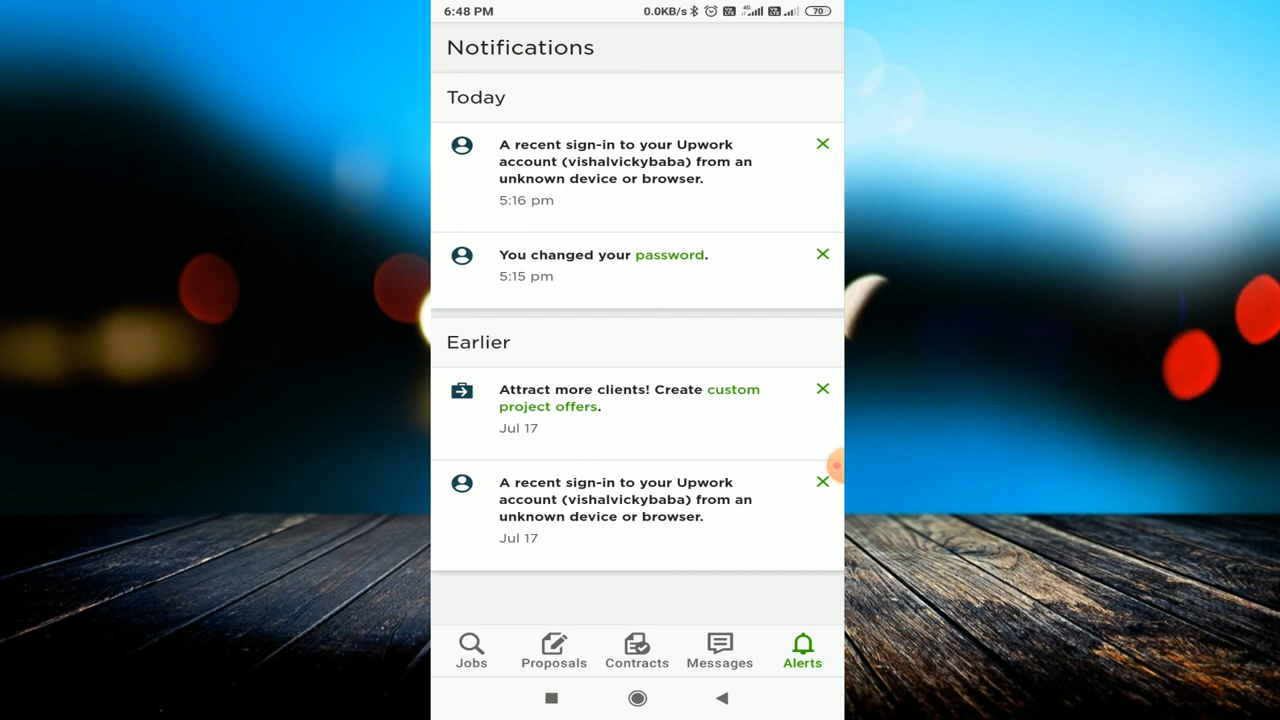 6:48 PM 0.0KB/s 4G 70
Notifications
Today
A recent sign-in to your Upwork
account (vishalvickybaba) from an
unknown device or browser.
5:16 pm
You changed your password.
5:15 pm
Earlier
Attract more clients! Create custom
project offers.
Jul 17
A recent sign-in to your Upwork
account (vishalvickybaba) from an
unknown device or browser.
Jul 17
Jobs Proposals Contracts Messages Alerts